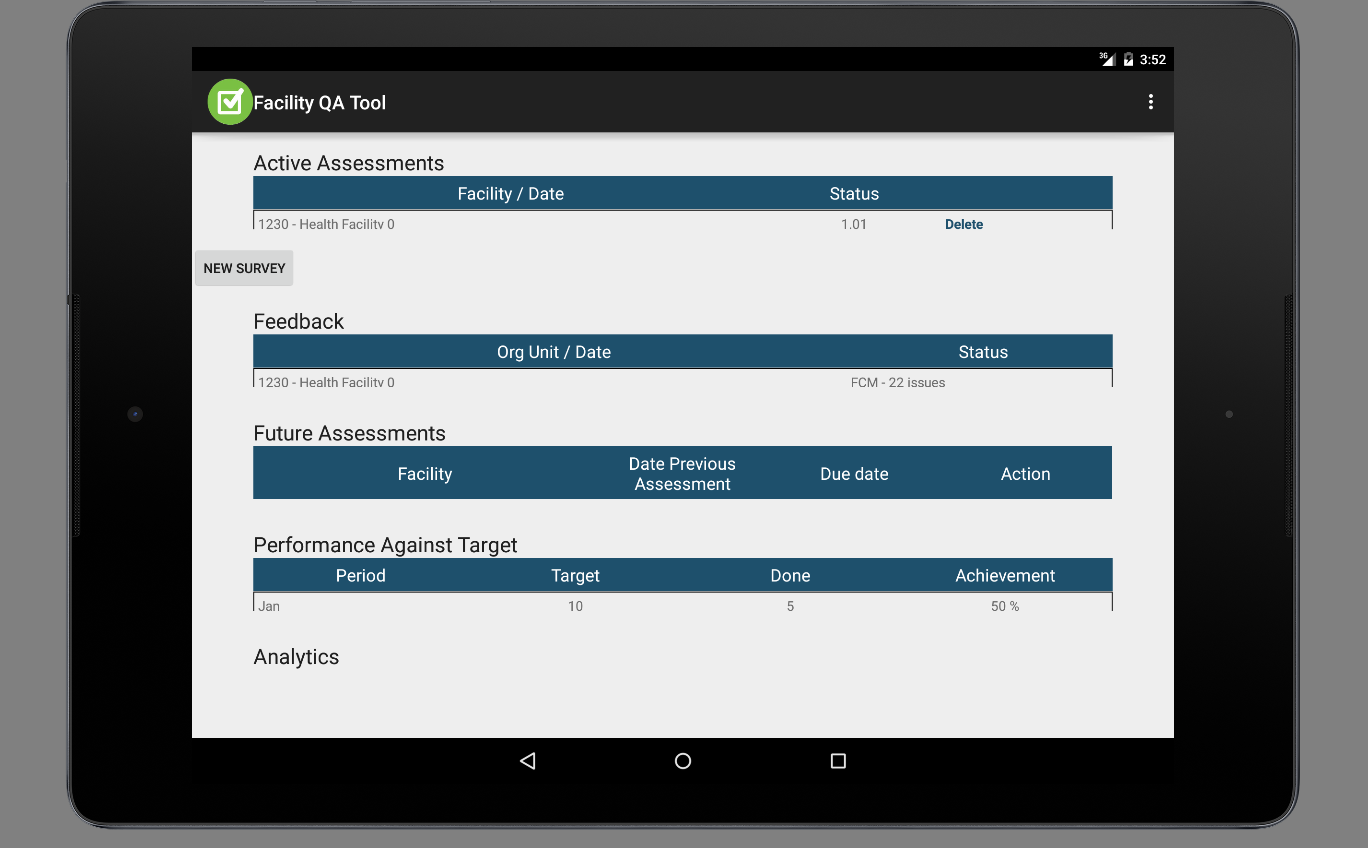 3G 3:52
Facility QA Tool
Active Assessments
Facility / Date Status
1230 - Health Facility 0 1.01 Delete
NEW SURVEY
Feedback
Org Unit / Date Status
1230 - Health Facility 0 FCM - 22 issues
Future Assessments
Facility Date Previous Assessment Due date Action
Performance Against Target
Period Target Done Achievement
Jan 10 5 50 %
Analytics